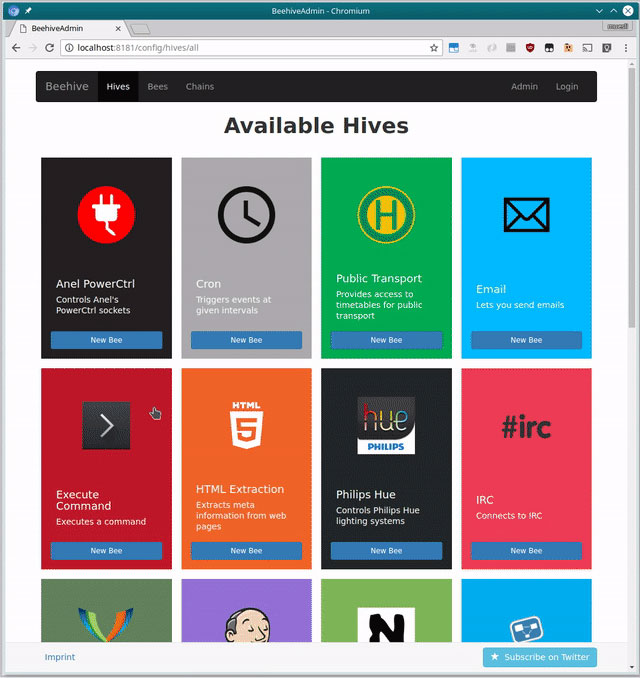 BeehiveAdmin - Chromium
BeehiveAdmin
muesli
localhost:8181/config/hives/all
Beehive
Hives
Bees
Chains
Admin
Login
Available Hives
Anel PowerCtrl
Controls Anel's
PowerCtrl sockets
New Bee
Cron
Triggers events at
given intervals
New Bee
H
Public Transport
Provides access to
timetables for public
transport
New Bee
Email
Lets you send emails
New Bee
Execute
Command
Executes a command
New Bee
HTML
5
HTML Extraction
Extracts meta
information from web
pages
New Bee
hue
PHILIPS
Philips Hue
Controls Philips Hue
lighting systems
New Bee
#irc
IRC
Connects to IRC
New Bee
N
Imprint
Subscribe on Twitter